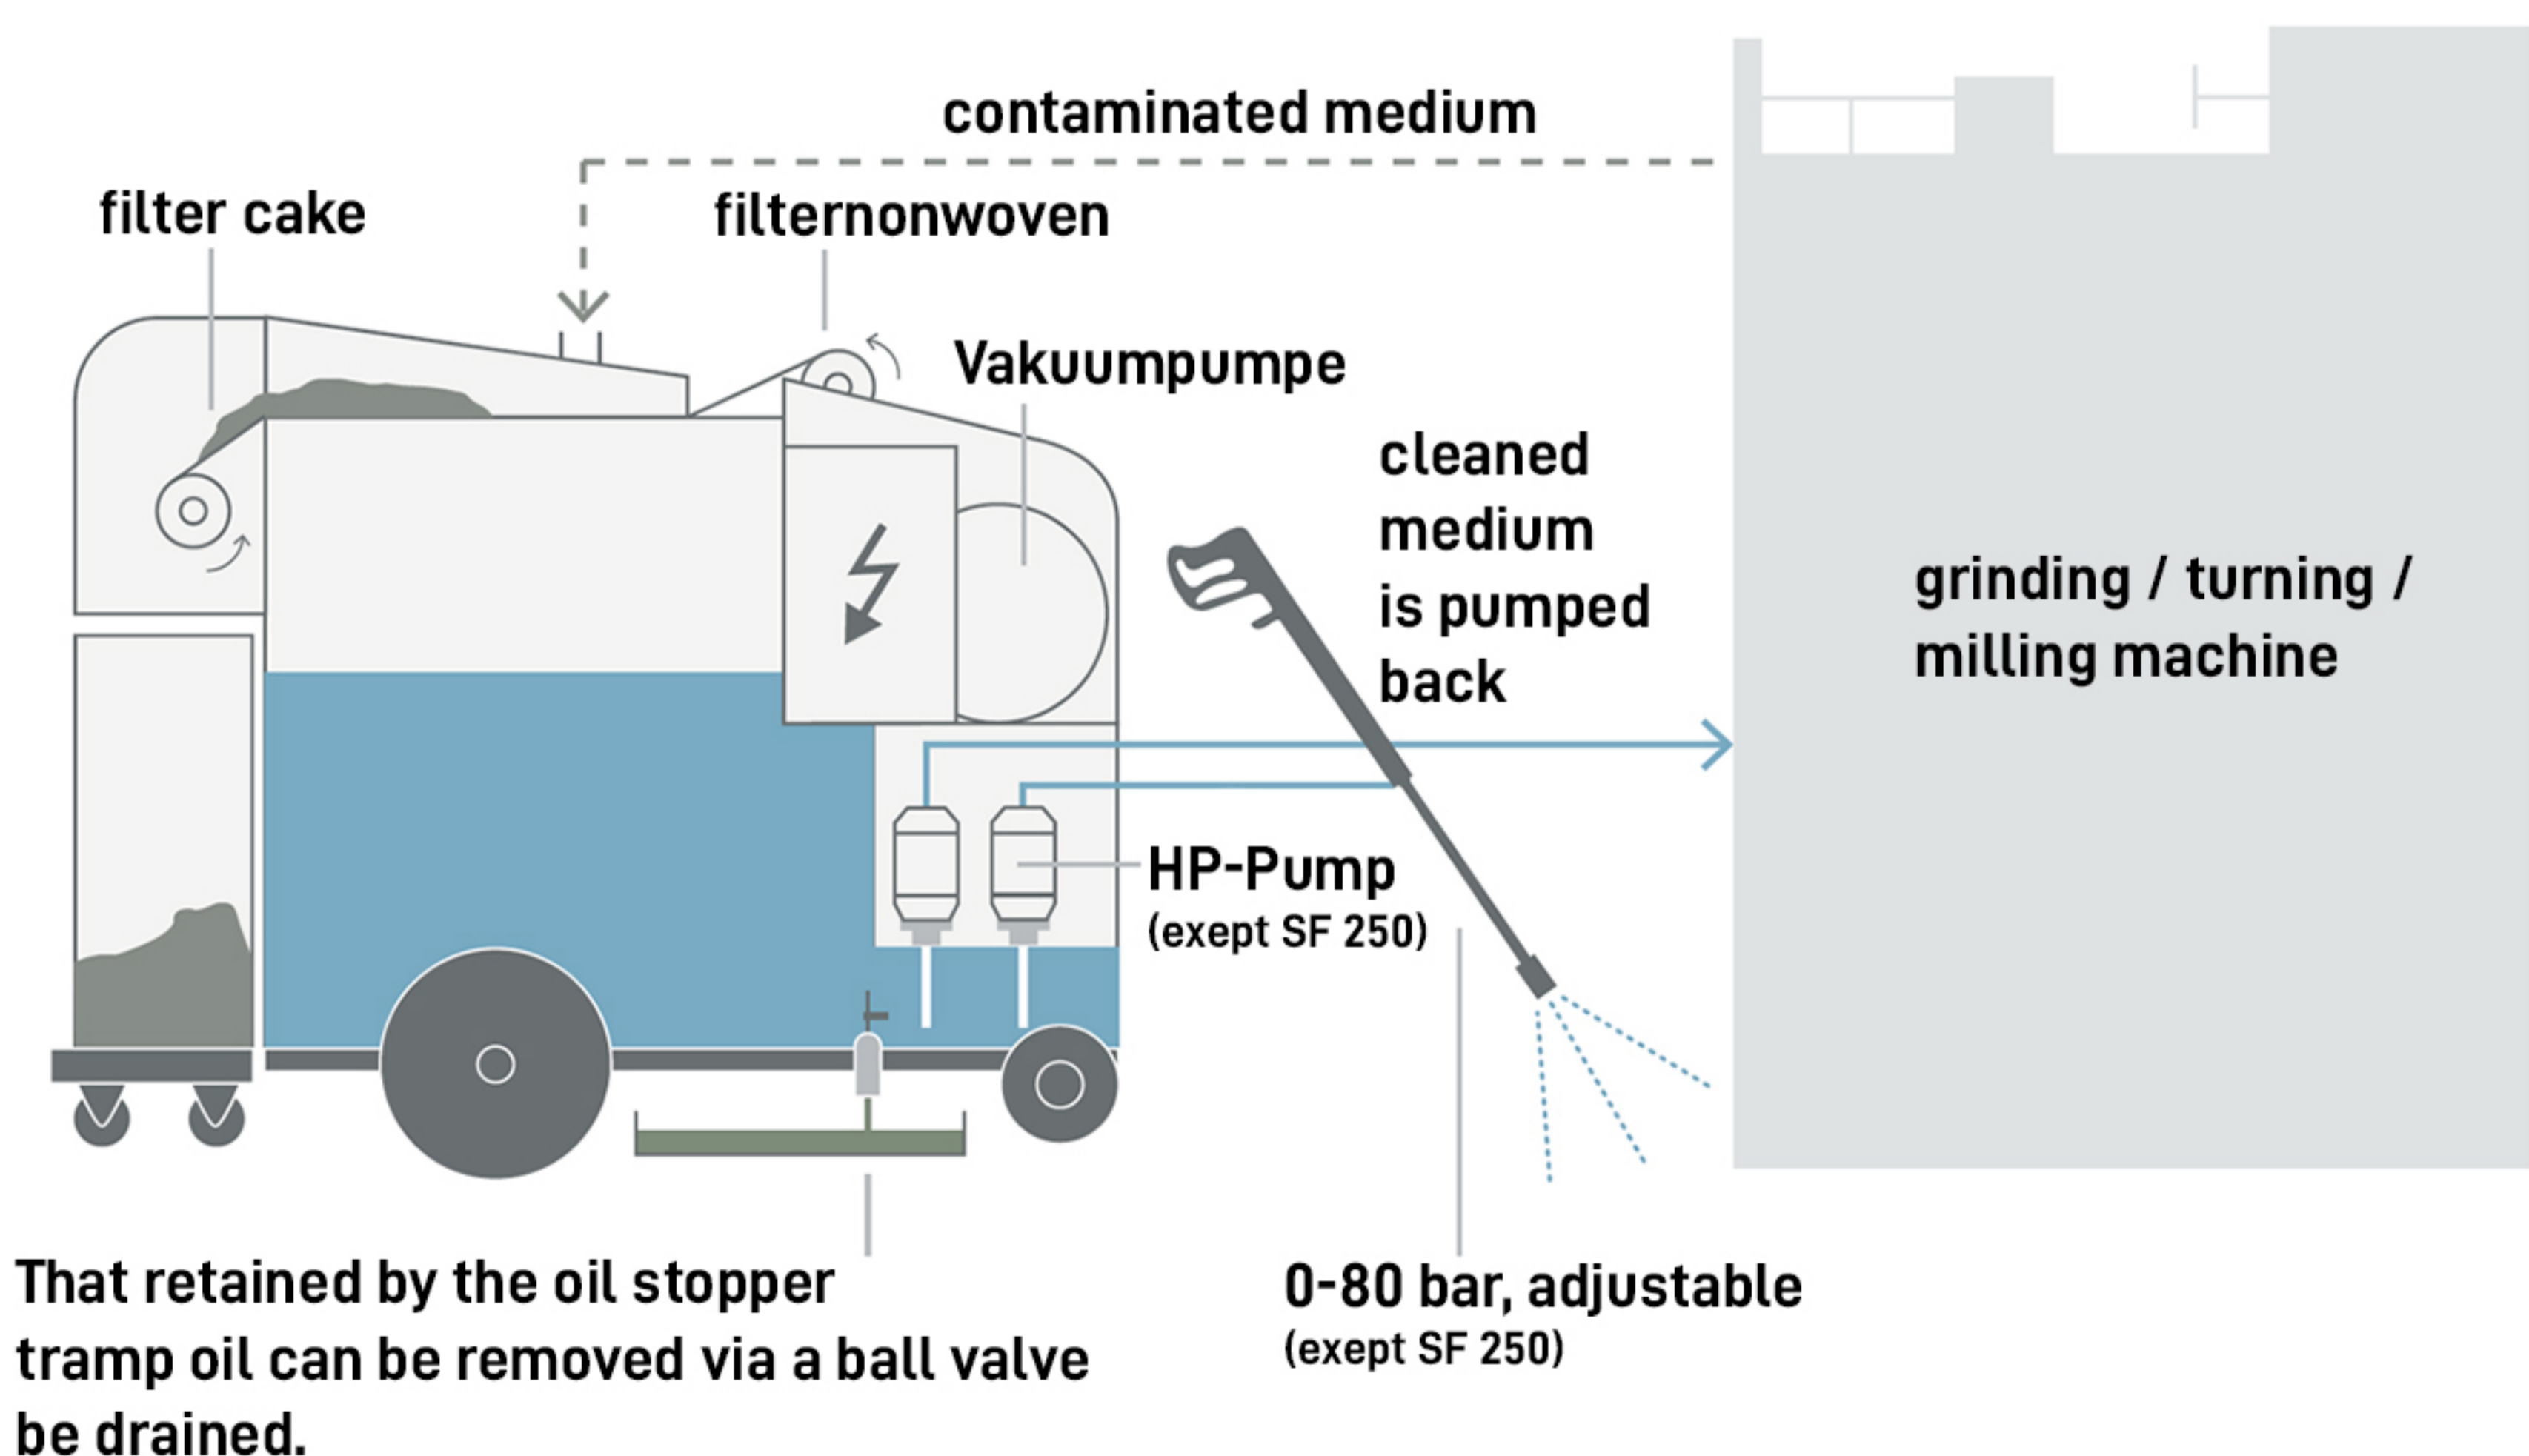 contaminated medium
filter cake
filternonwoven
Vakuumpumpe
cleaned
medium
is pumped
back
grinding / turning /
milling machine
HP-Pump
(exept SF 250)
That retained by the oil stopper
tramp oil can be removed via a ball valve
be drained.
0-80 bar, adjustable
(exept SF 250)